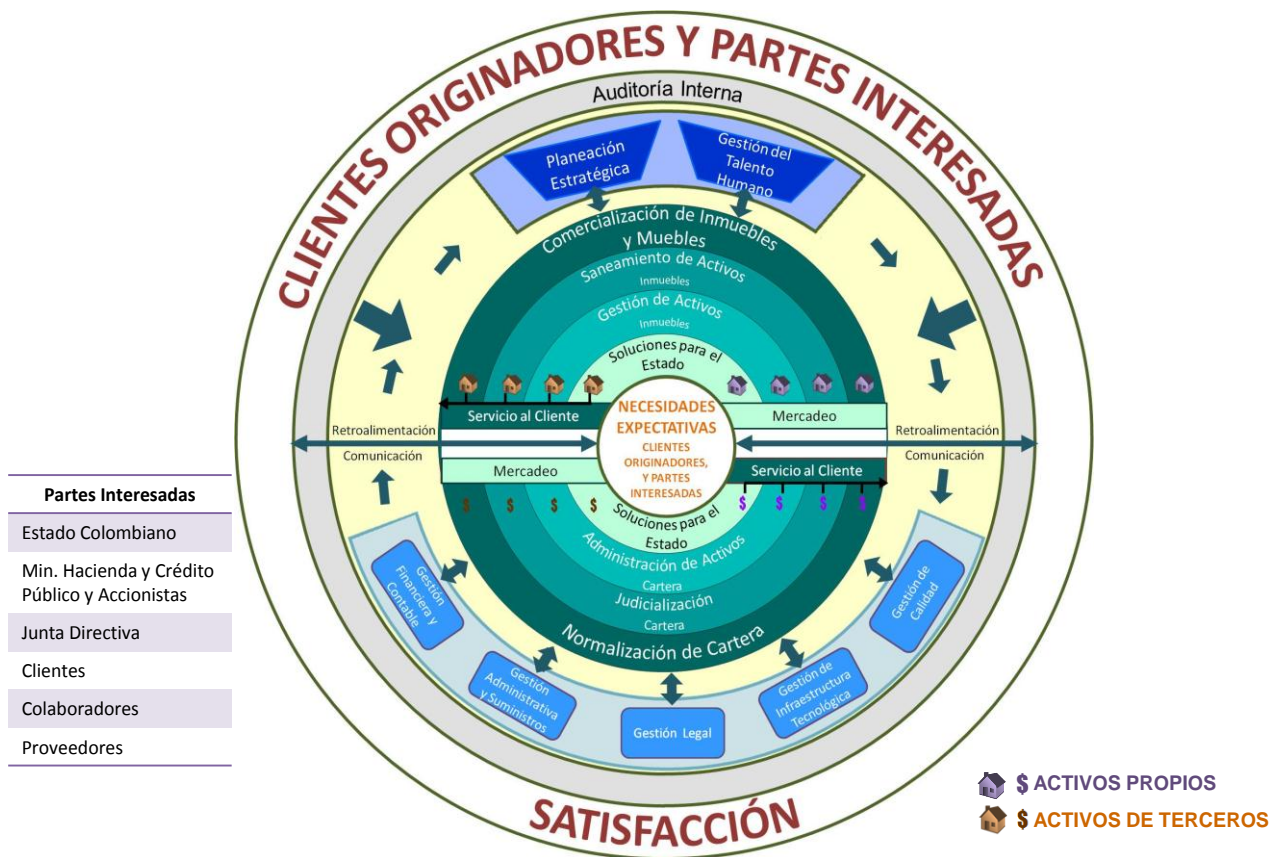 CLIENTES ORIGINADORES Y PARTES INTERESADAS
Auditoría Interna
Planeación
Estratégica
Gestión del
Talento
Humano
Comercialización de Inmuebles
y Muebles
Saneamiento de Activos
Inmuebles
Gestión de Activos
Inmuebles
Soluciones para el
Estado
NECESIDADES
EXPECTATIVAS
CLIENTES
ORIGINADORES,
Y PARTES
INTERESADAS
Servicio al Cliente
Mercadeo
Retroalimentación
Comunicación
Retroalimentación
Comunicación
Mercadeo
Servicio al Cliente
$ $ $ $
$ $ $ $
Soluciones para el
Estado
Administración de Activos
Cartera
Judicialización
Cartera
Normalización de Cartera
Gestión
Financiera y
Contable
Gestión
Administrativa
y Suministros
Gestión Legal
Gestión de
Infraestructura
Tecnológica
Gestión de
Calidad
SATISFACCIÓN
Partes Interesadas
Estado Colombiano
Min. Hacienda y Crédito
Público y Accionistas
Junta Directiva
Clientes
Colaboradores
Proveedores
$ ACTIVOS PROPIOS
$ ACTIVOS DE TERCEROS